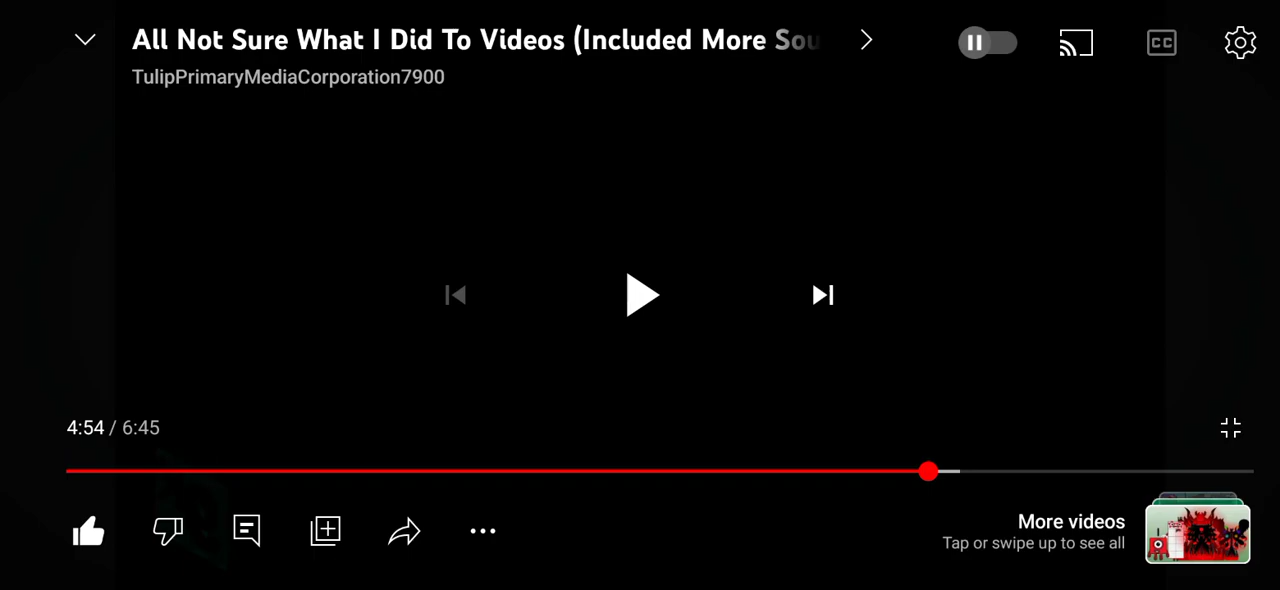 All Not Sure What I Did To Videos (Included More Sou
TulipPrimaryMediaCorporation7900
CC
4:54 / 6:45
More videos
Tap or swipe up to see all